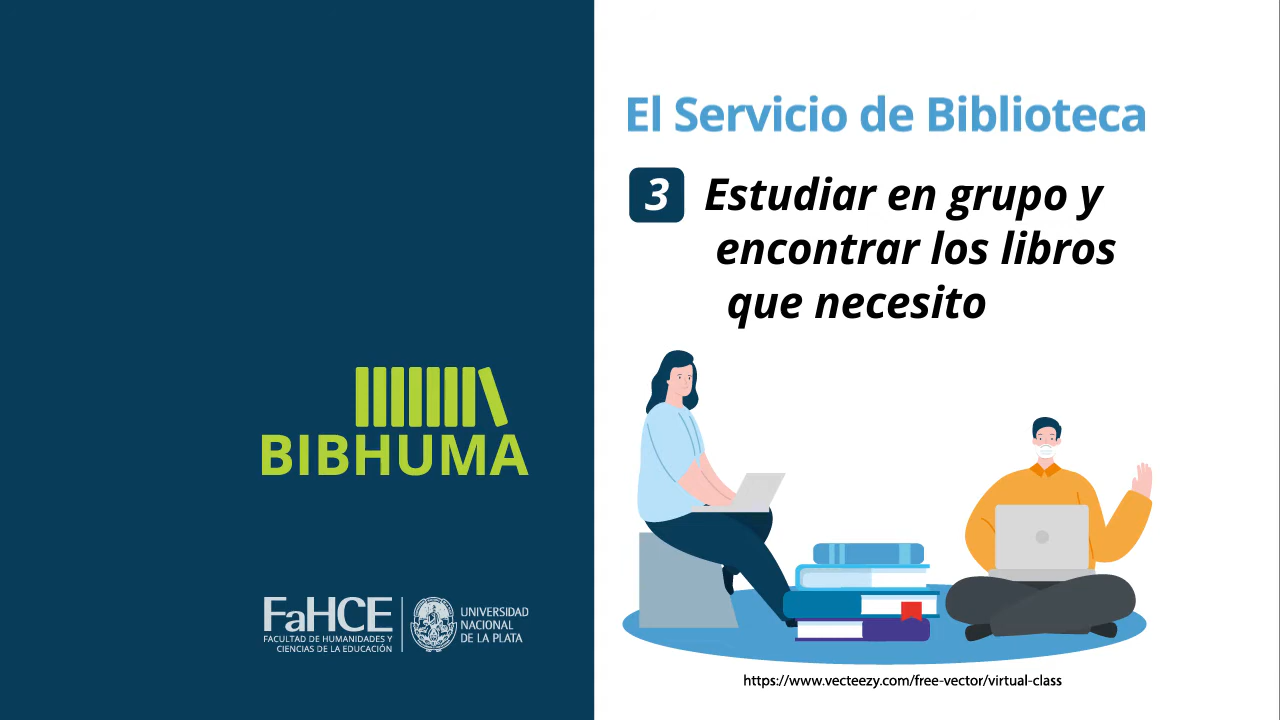 El Servicio de Biblioteca
3 Estudiar en grupo y
encontrar los libros
que necesito
BIBHUMA
FaHCE
FACULTAD DE HUMANIDADES Y
CIENCIAS DE LA EDUCACIÓN
UNIVERSIDAD
NACIONAL
DE LA PLATA
https://www.vecteezy.com/free-vector/virtual-class